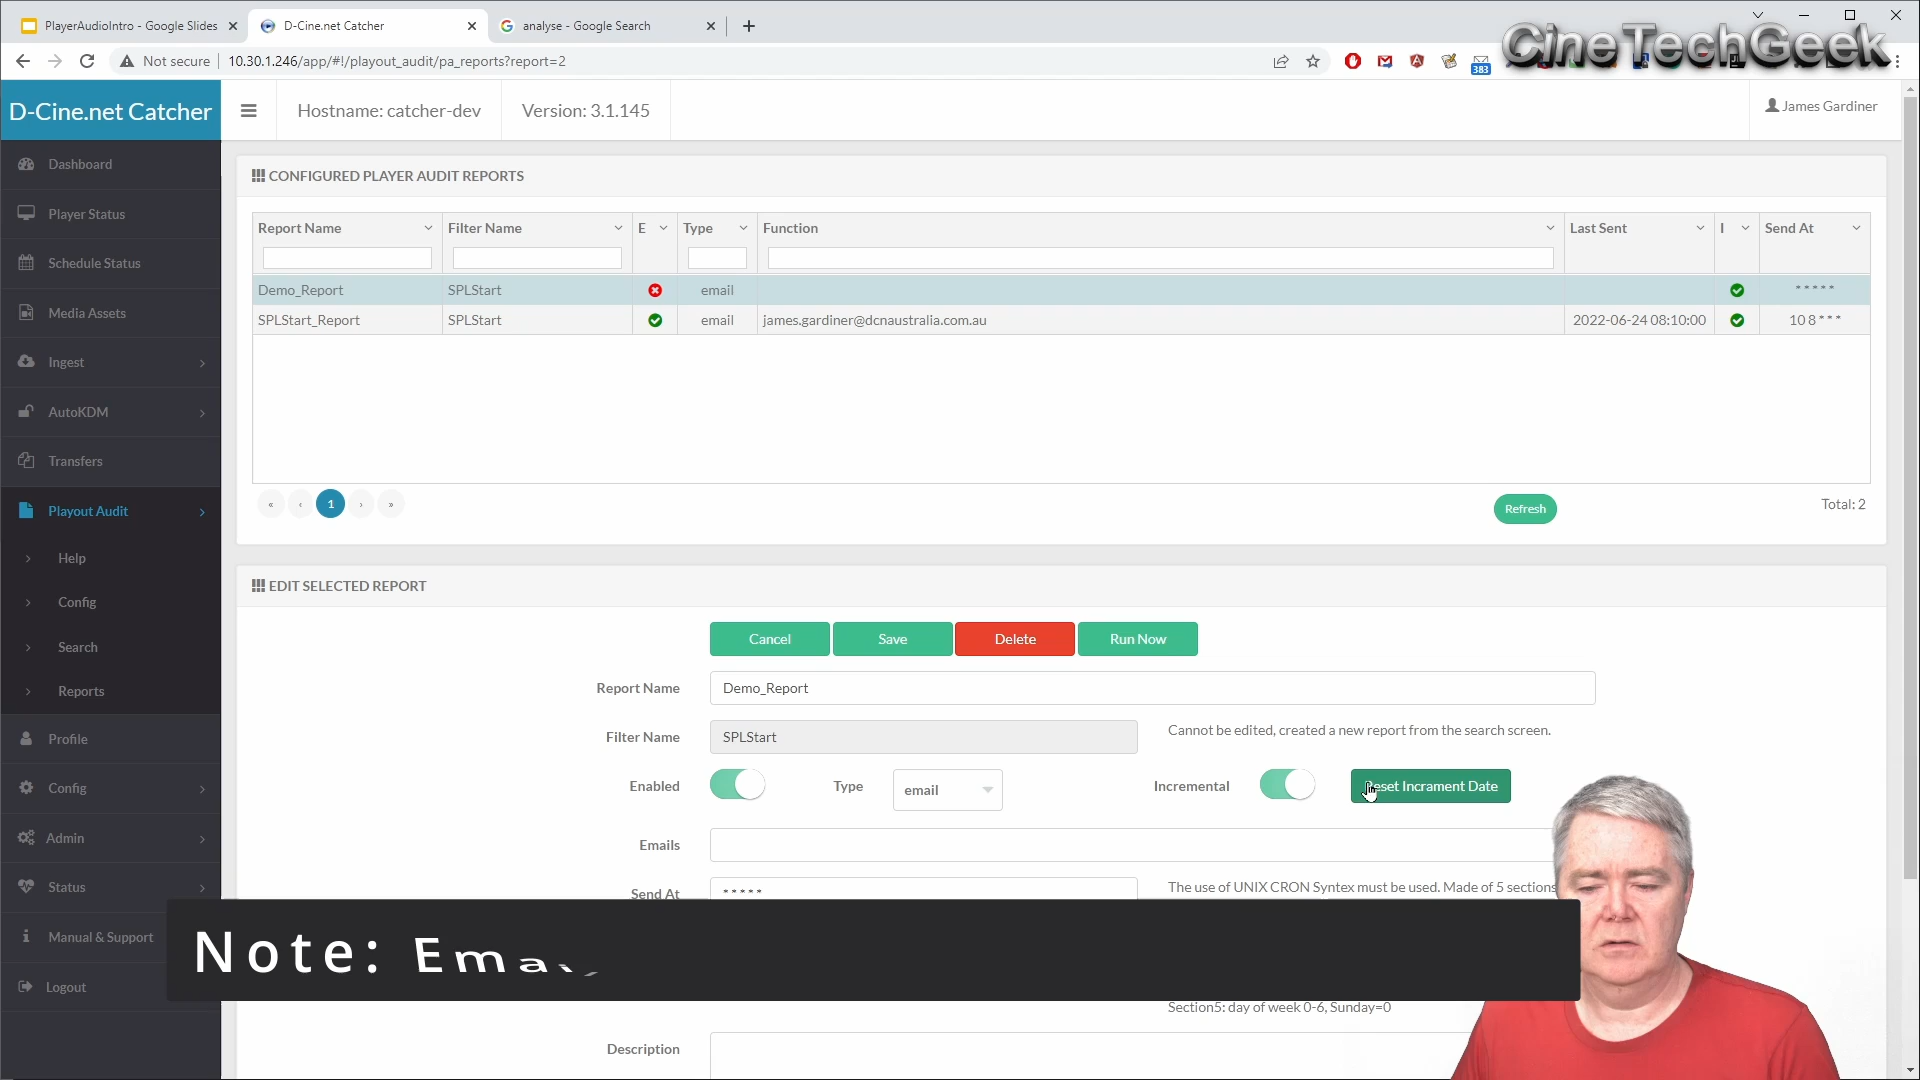 PlayerAudioIntro - Google Slides
D-Cine.net Catcher
analyse - Google Search
Not secure
10.30.1.246/app/#!/playout_audit/pa_reports?report=2
383
CineTechGeek
D-Cine.net Catcher
Hostname: catcher-dev
Version: 3.1.145
James Gardiner
Dashboard
Player Status
Schedule Status
Media Assets
Ingest
AutoKDM
Transfers
Playout Audit
Help
Config
Search
Reports
Profile
Config
Admin
Status
Manual & Support
Logout
CONFIGURED PLAYER AUDIT REPORTS
Report Name Filter Name E Type Function Last Sent I Send At
Demo_Report SPLStart email * * * * *
SPLStart_Report SPLStart email james.gardiner@dcnaustralia.com.au 2022-06-24 08:10:00 10 8 * * *
« ‹ 1 › »
Refresh
Total: 2
EDIT SELECTED REPORT
Cancel Save Delete Run Now
Report Name Demo_Report
Filter Name SPLStart Cannot be edited, created a new report from the search screen.
Enabled Type email Incremental Reset Incrament Date
Emails
Send At * * * * * The use of UNIX CRON Syntex must be used. Made of 5 sections
Note: Emai
Section5: day of week 0-6, Sunday=0
Description